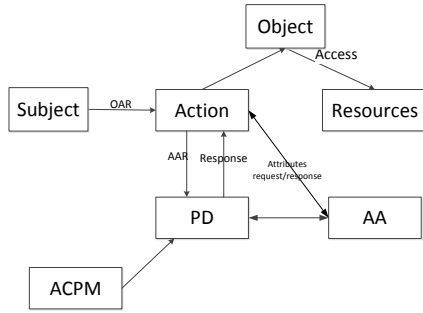 Object
Access
Subject
OAR
Action
Resources
AAR
Response
Attributes
request/response
PD
AA
ACPM